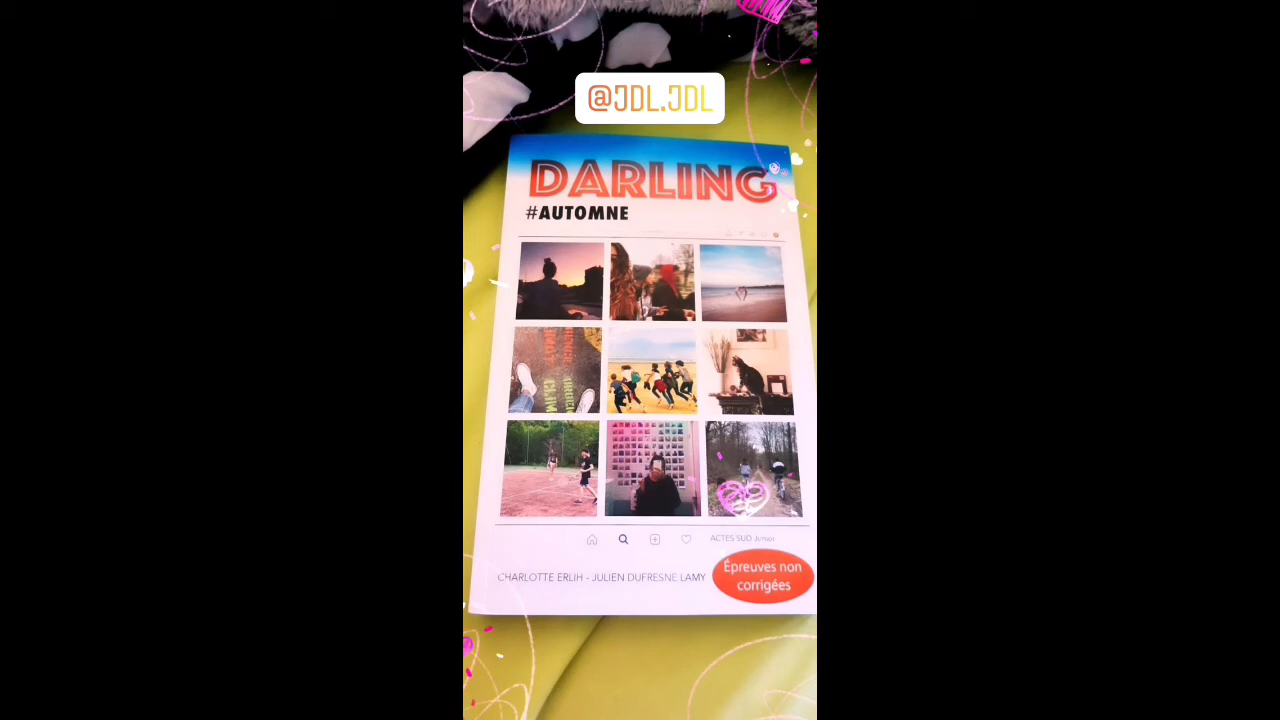 @JDL.JDL
DARLING
#AUTOMNE
ACTES SUD Junior
CHARLOTTE ERLIH - JULIEN DUFRESNE LAMY
Épreuves non
corrigées